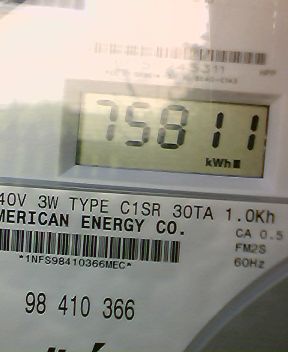 75811
kWh
40V 3W TYPE C1SR 30TA 1.0Kh
MERICAN ENERGY CO.
CA 0.5
*1NFS98410366MEC*
FM2S
60Hz
98 410 366